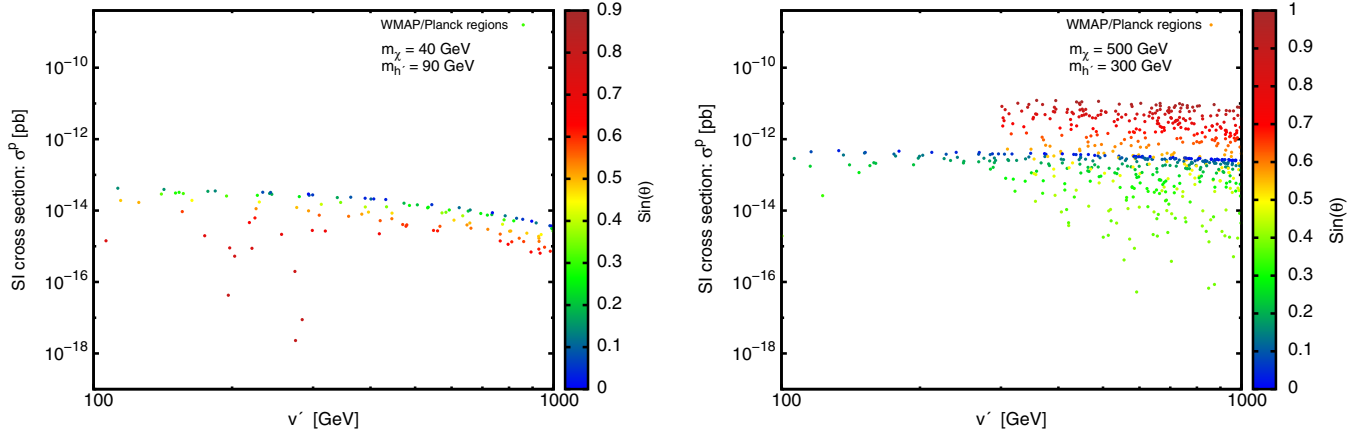 SI cross section: σᵖ [pb]
10⁻¹⁰
10⁻¹²
10⁻¹⁴
10⁻¹⁶
10⁻¹⁸
WMAP/Planck regions
mχ = 40 GeV
mh´ = 90 GeV
100
1000
v´ [GeV]
0.9
0.8
0.7
0.6
0.5
0.4
0.3
0.2
0.1
0
Sin(θ)
SI cross section: σᵖ [pb]
10⁻¹⁰
10⁻¹²
10⁻¹⁴
10⁻¹⁶
10⁻¹⁸
WMAP/Planck regions
mχ = 500 GeV
mh´ = 300 GeV
100
1000
v´ [GeV]
1
0.9
0.8
0.7
0.6
0.5
0.4
0.3
0.2
0.1
0
Sin(θ)